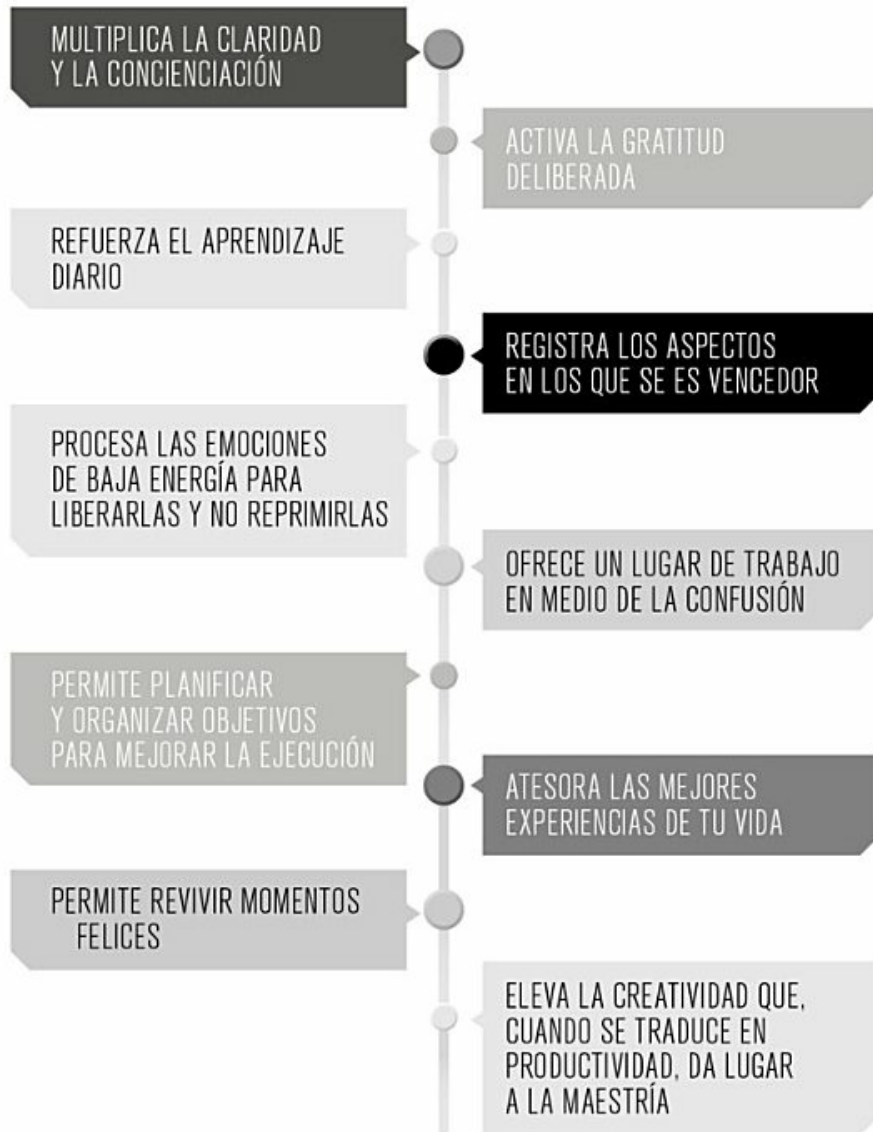 MULTIPLICA LA CLARIDAD
Y LA CONCIENCIACIÓN
ACTIVA LA GRATITUD
DELIBERADA
REFUERZA EL APRENDIZAJE
DIARIO
REGISTRA LOS ASPECTOS
EN LOS QUE SE ES VENCEDOR
PROCESA LAS EMOCIONES
DE BAJA ENERGÍA PARA
LIBERARLAS Y NO REPRIMIRLAS
OFRECE UN LUGAR DE TRABAJO
EN MEDIO DE LA CONFUSIÓN
PERMITE PLANIFICAR
Y ORGANIZAR OBJETIVOS
PARA MEJORAR LA EJECUCIÓN
ATESORA LAS MEJORES
EXPERIENCIAS DE TU VIDA
PERMITE REVIVIR MOMENTOS
FELICES
ELEVA LA CREATIVIDAD QUE,
CUANDO SE TRADUCE EN
PRODUCTIVIDAD, DA LUGAR
A LA MAESTRÍA